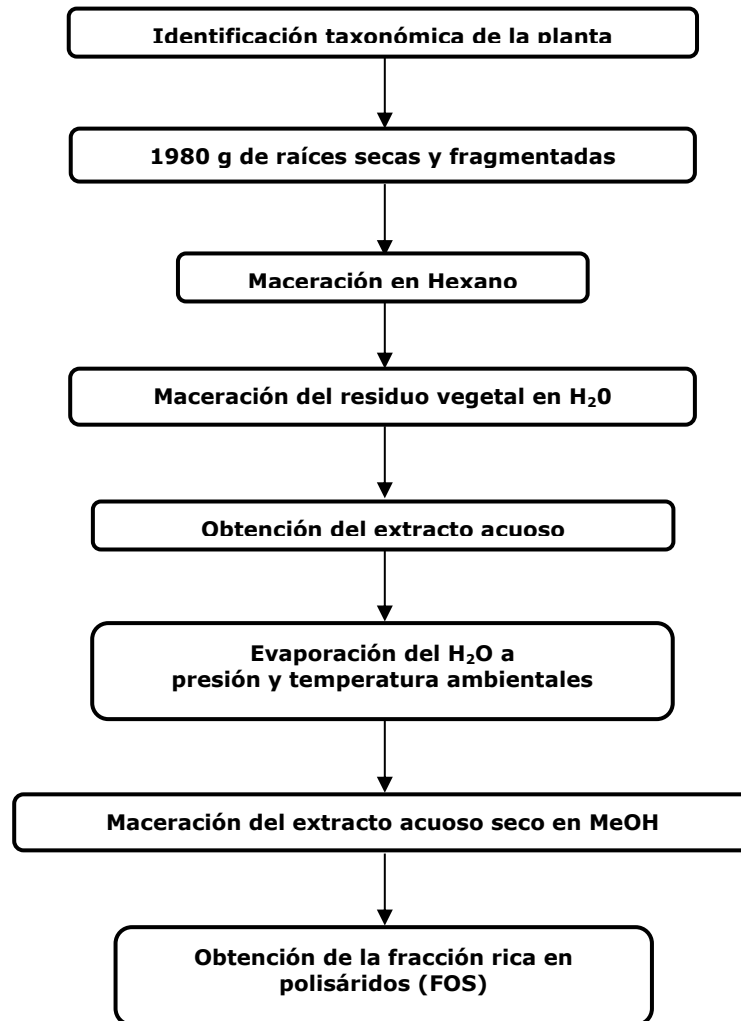 Identificación taxonómica de la planta
1980 g de raíces secas y fragmentadas
Maceración en Hexano
Maceración del residuo vegetal en H₂0
Obtención del extracto acuoso
Evaporación del H₂O a
presión y temperatura ambientales
Maceración del extracto acuoso seco en MeOH
Obtención de la fracción rica en
polisáridos (FOS)